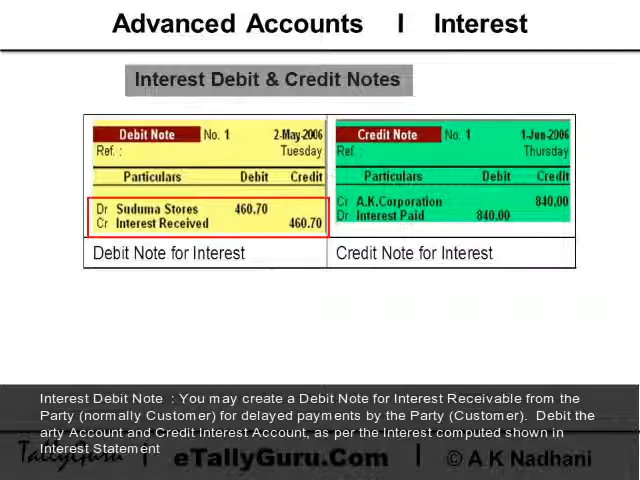 Advanced Accounts I Interest
Interest Debit & Credit Notes
Debit Note No. 1 2-May-2006
Ref. : Tuesday
Particulars Debit Credit
Dr Suduma Stores 460.70
Cr Interest Received 460.70
Debit Note for Interest
Credit Note No. 1 1-Jun-2006
Ref. : Thursday
Particulars Debit Credit
Cr A.K.Corporation 840.00
Dr Interest Paid 840.00
Credit Note for Interest
Interest Debit Note : You may create a Debit Note for Interest Receivable from the
Party (normally Customer) for delayed payments by the Party (Customer). Debit the
arty Account and Credit Interest Account, as per the Interest computed shown in
Interest Statement
TallyGuru I eTallyGuru.Com I © A K Nadhani